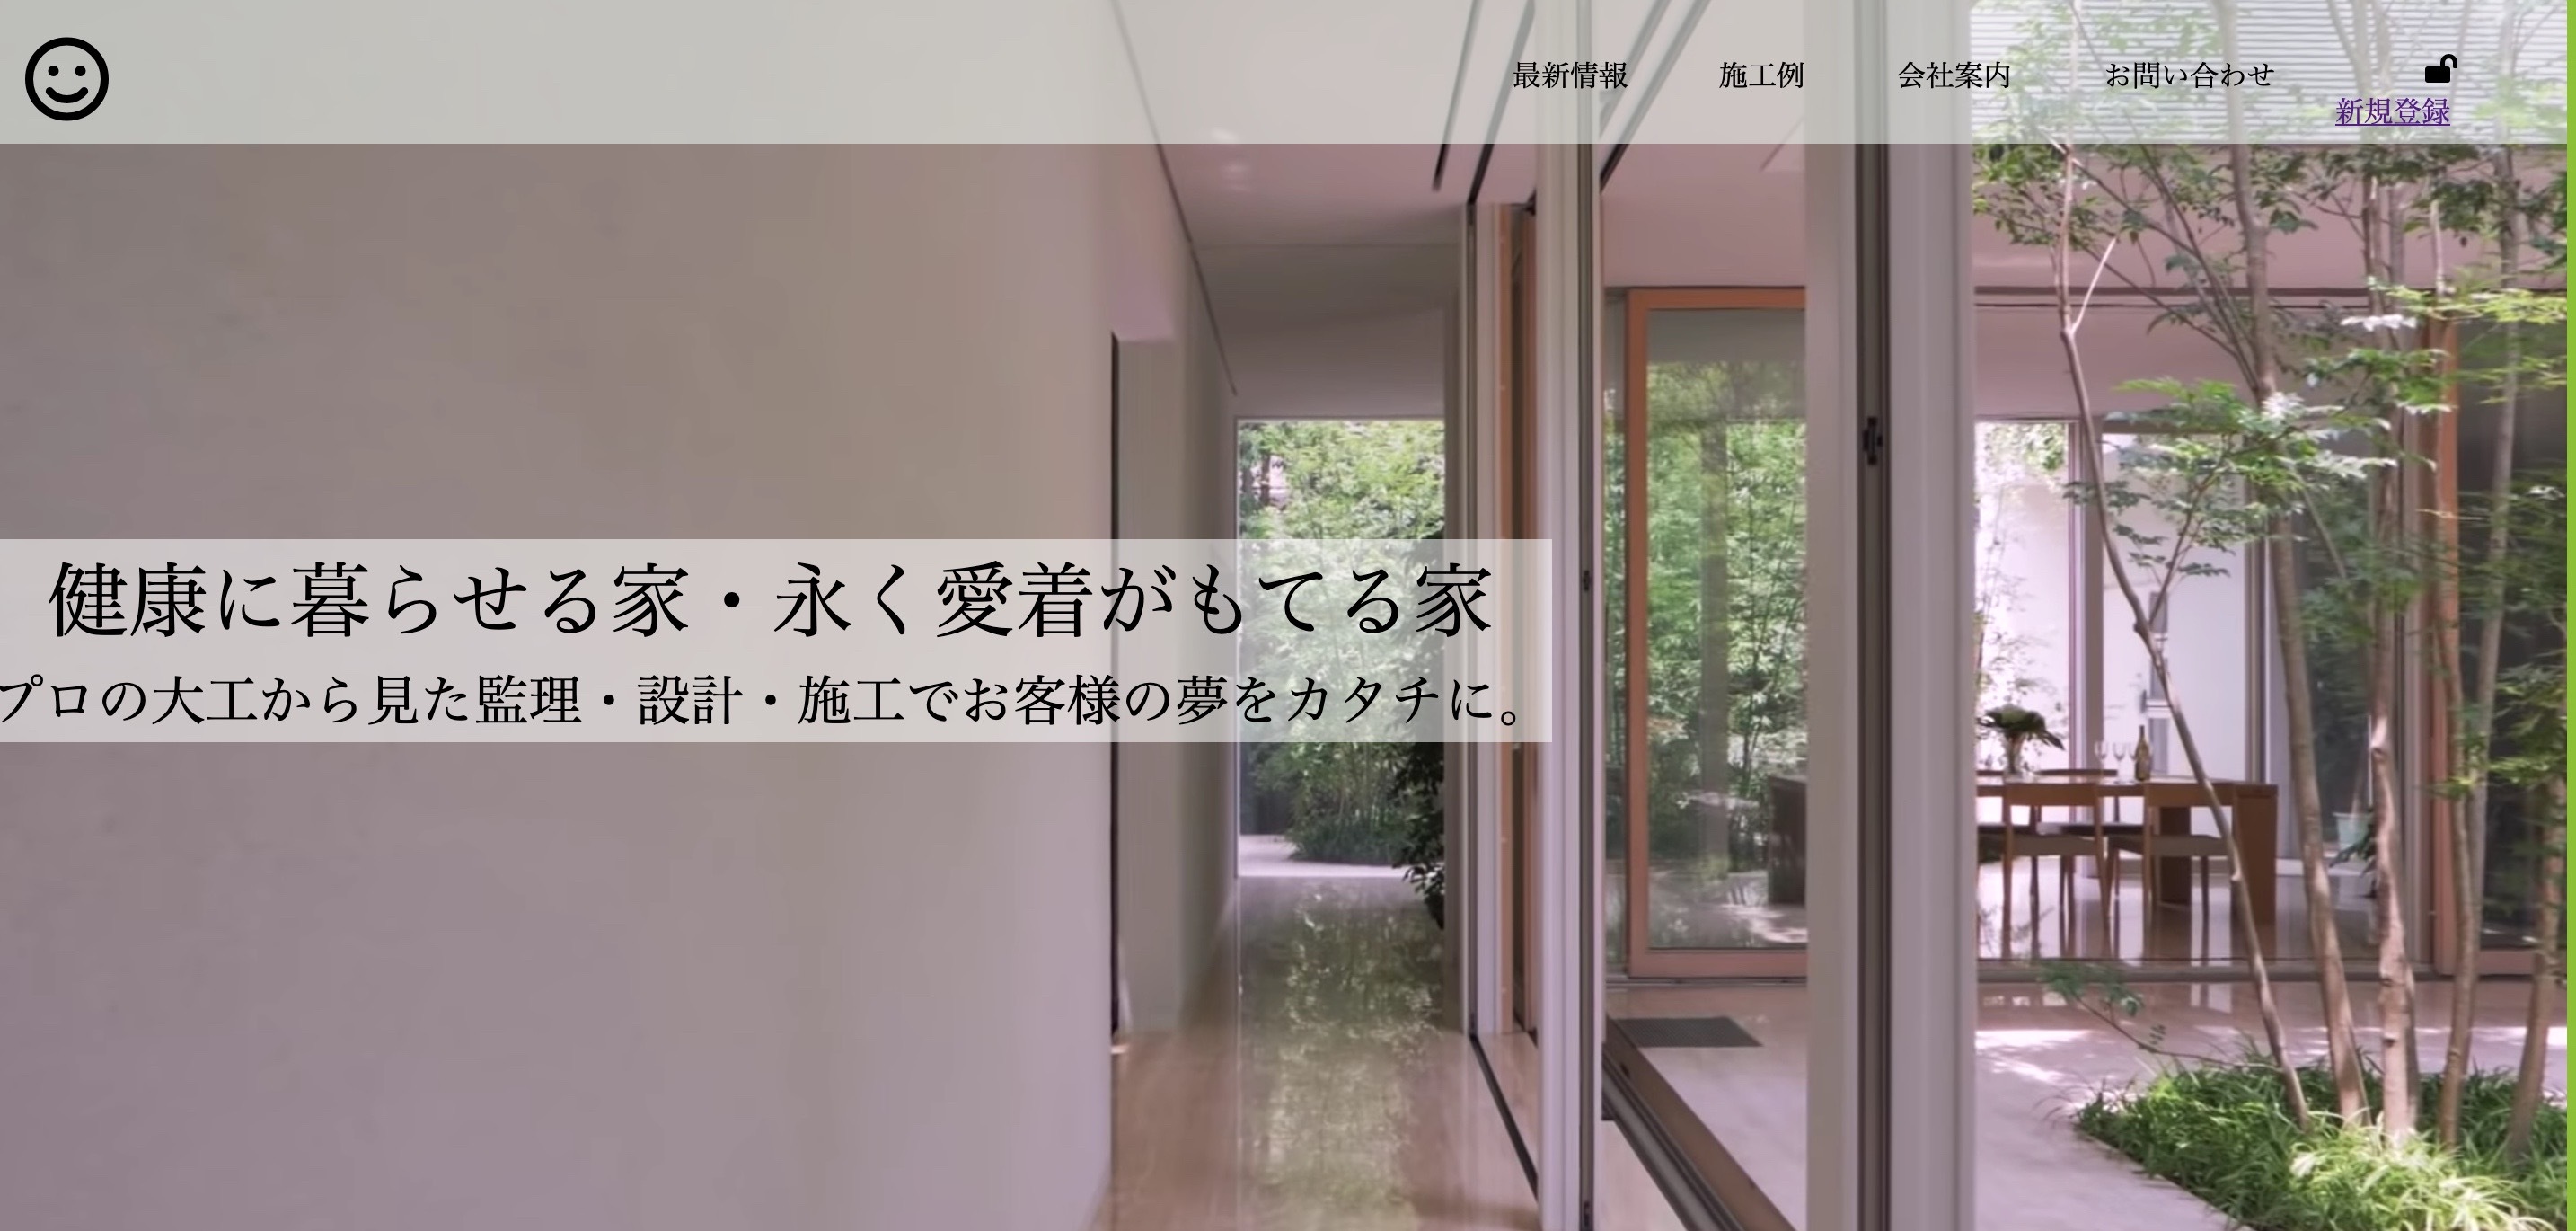 最新情報
施工例
会社案内
お問い合わせ
新規登録
健康に暮らせる家・永く愛着がもてる家
プロの大工から見た監理・設計・施工でお客様の夢をカタチに。